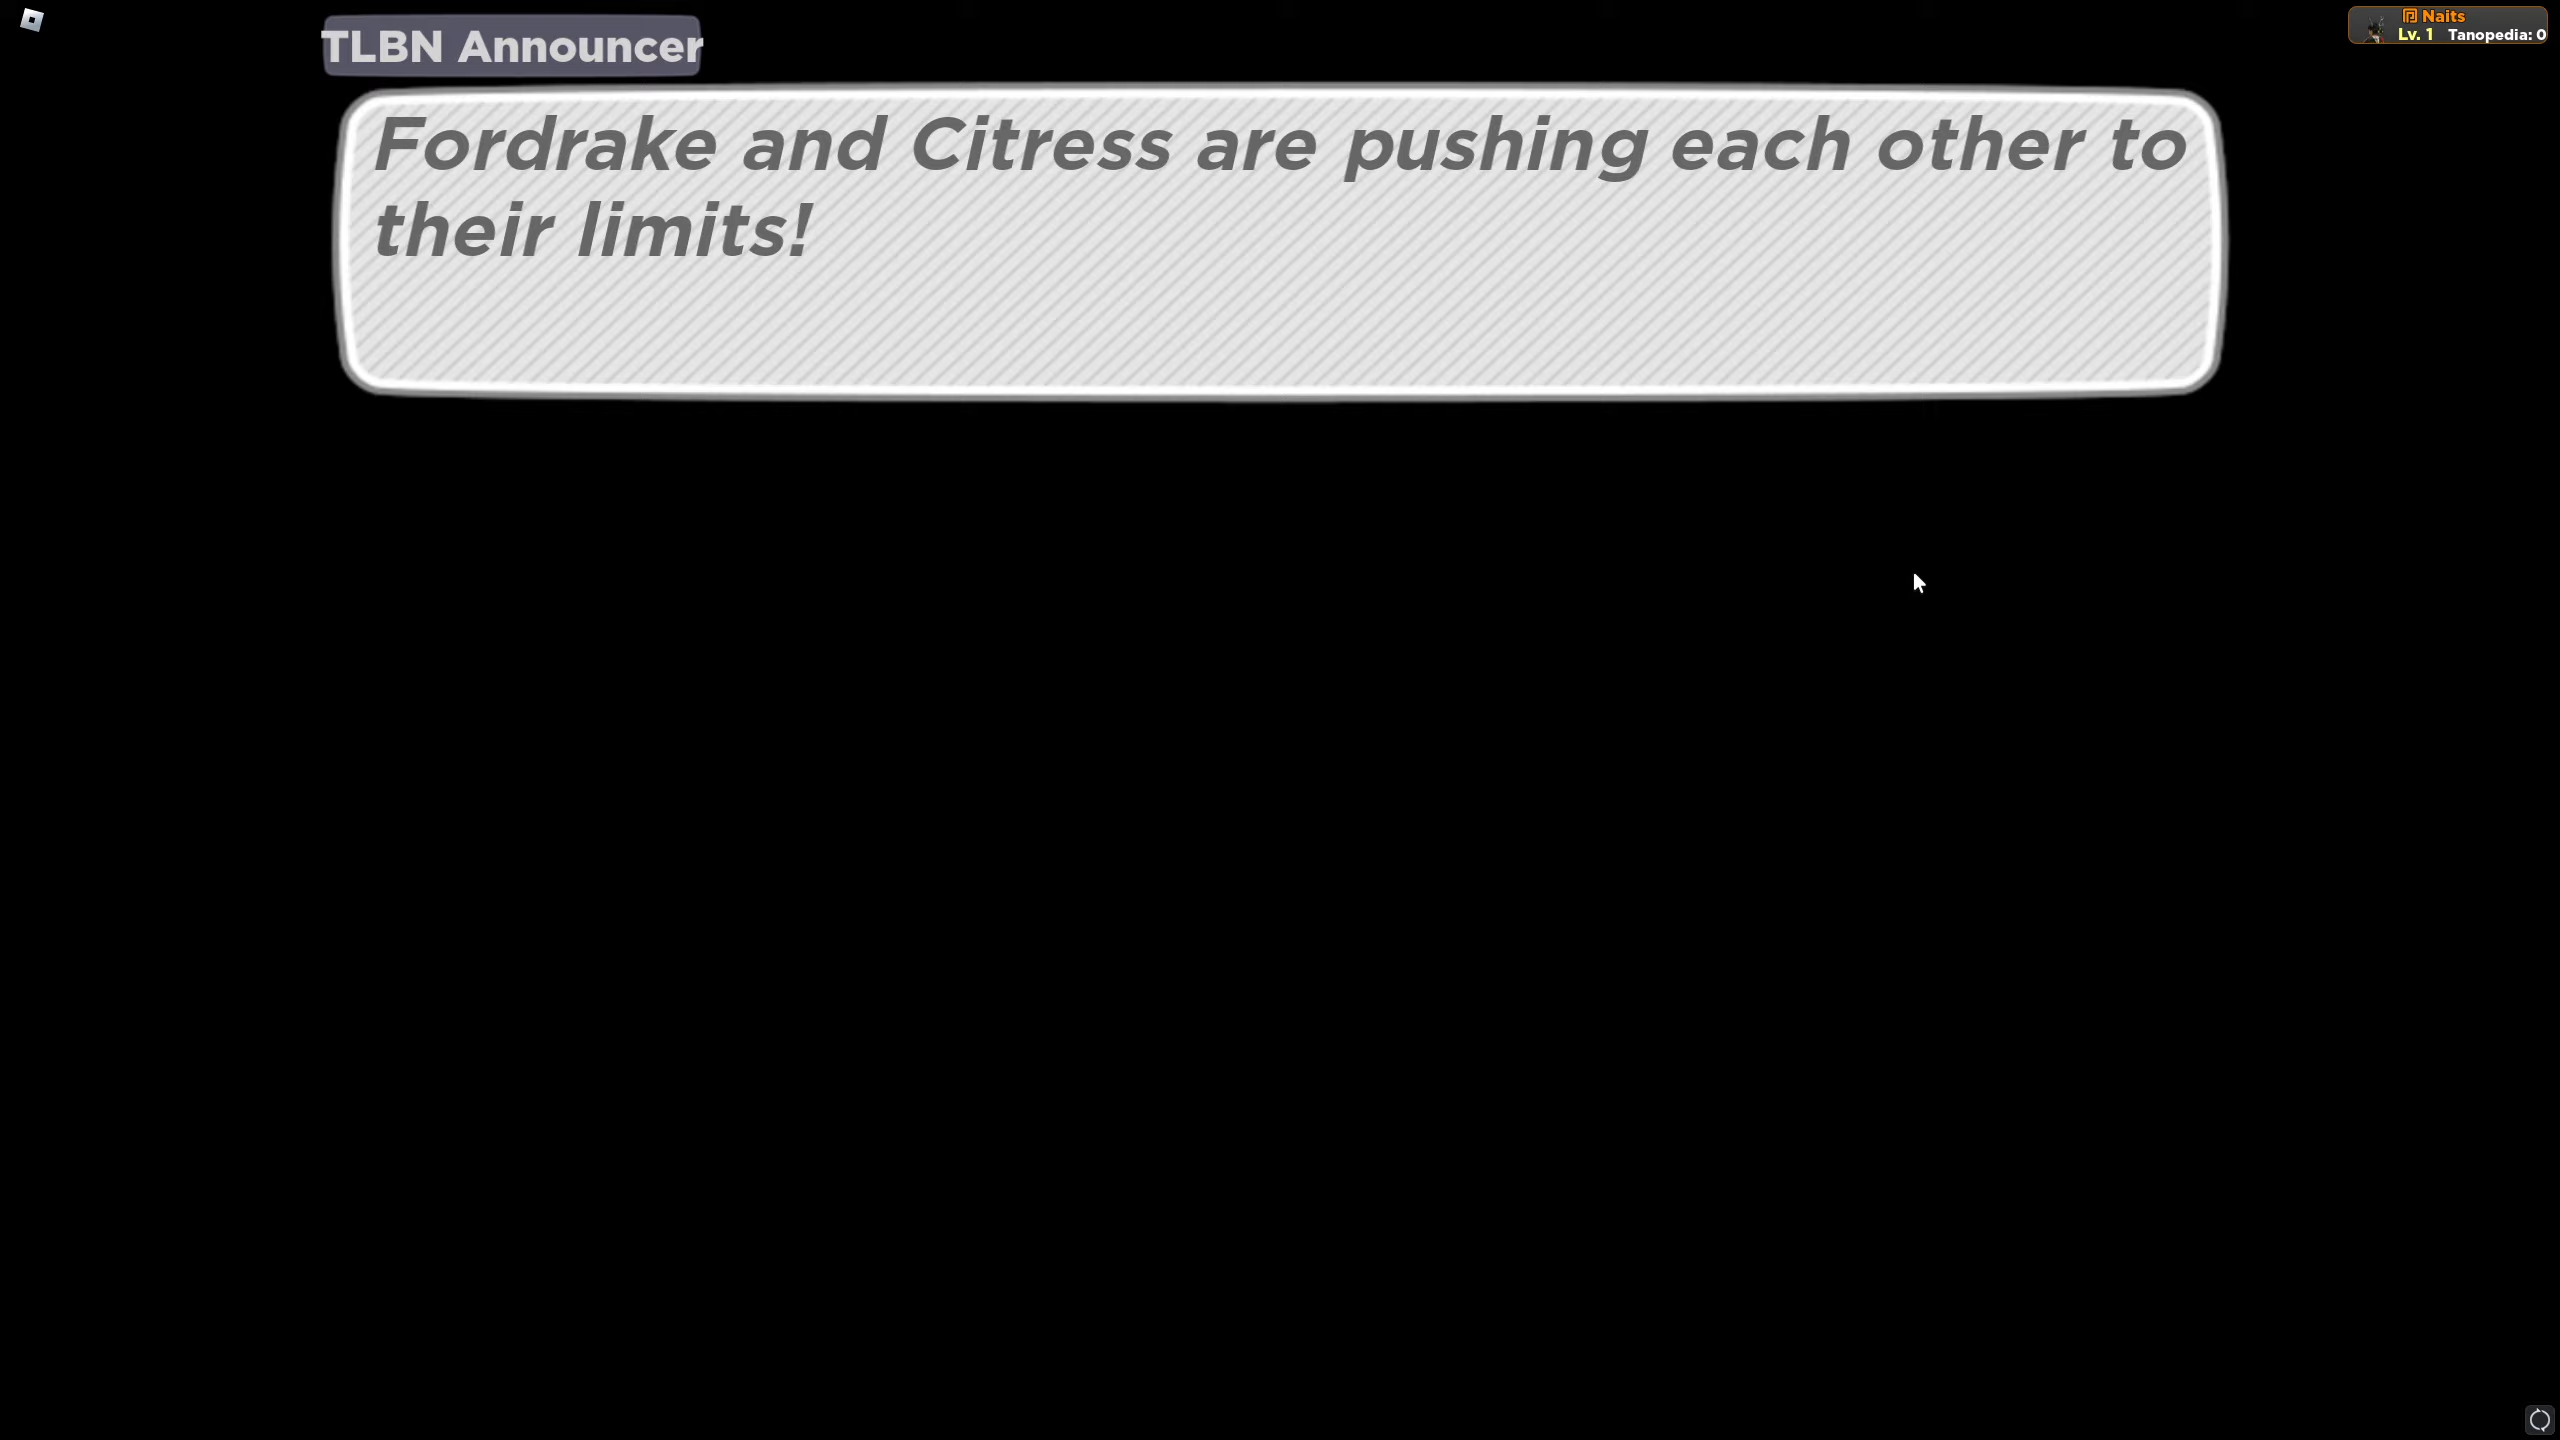 TLBN Announcer
Naits
Lv. 1 Tanopedia: 0
Fordrake and Citress are pushing each other to
their limits!